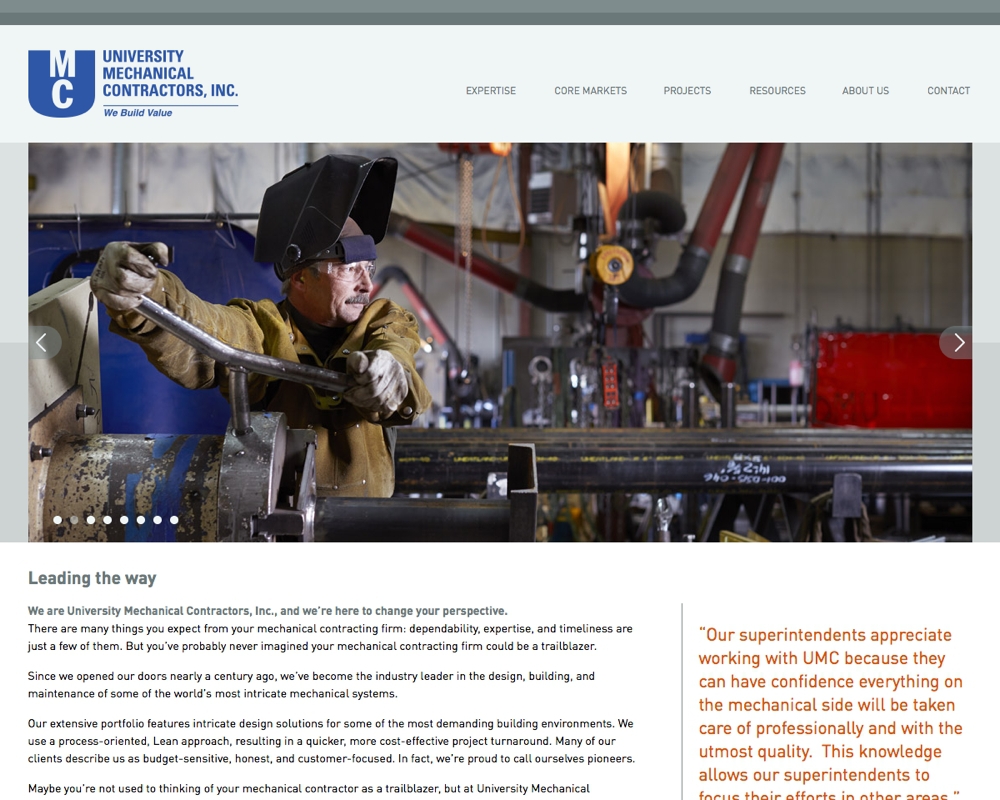 M
C
UNIVERSITY
MECHANICAL
CONTRACTORS, INC.
We Build Value
EXPERTISE
CORE MARKETS
PROJECTS
RESOURCES
ABOUT US
CONTACT
Leading the way
We are University Mechanical Contractors, Inc., and we're here to change your perspective.
There are many things you expect from your mechanical contracting firm: dependability, expertise, and timeliness are
just a few of them. But you've probably never imagined your mechanical contracting firm could be a trailblazer.
Since we opened our doors nearly a century ago, we've become the industry leader in the design, building, and
maintenance of some of the world's most intricate mechanical systems.
Our extensive portfolio features intricate design solutions for some of the most demanding building environments. We
use a process-oriented, Lean approach, resulting in a quicker, more cost-effective project turnaround. Many of our
clients describe us as budget-sensitive, honest, and customer-focused. In fact, we're proud to call ourselves pioneers.
Maybe you're not used to thinking of your mechanical contractor as a trailblazer, but at University Mechanical
“Our superintendents appreciate
working with UMC because they
can have confidence everything on
the mechanical side will be taken
care of professionally and with the
utmost quality.  This knowledge
allows our superintendents to
focus their efforts in other areas.”